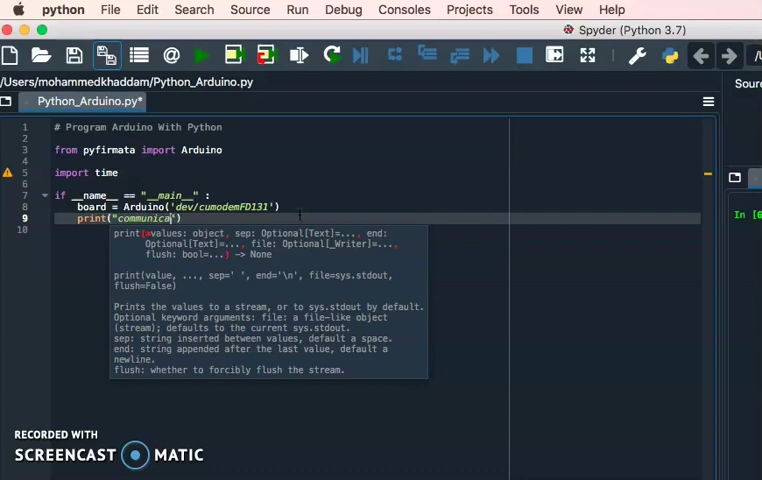 python File Edit Search Source Run Debug Consoles Projects Tools View Help
Spyder (Python 3.7)
/Users/mohammedkhaddam/Python_Arduino.py
Python_Arduino.py*
Sourc
1 # Program Arduino With Python
2
3 from pyfirmata import Arduino
4
5 import time
6
7 if __name__ == "__main__" :
8 board = Arduino('dev/cumodemFD131')
9 print("communica")
10
In [6]
print(*values: object, sep: Optional[Text]=..., end:
Optional[Text]=..., file: Optional[_Writer]=...,
flush: bool=...) -> None
print(value, ..., sep=' ', end='\n', file=sys.stdout,
flush=False)
Prints the values to a stream, or to sys.stdout by default.
Optional keyword arguments: file: a file-like object
(stream); defaults to the current sys.stdout.
sep: string inserted between values, default a space.
end: string appended after the last value, default a
newline.
flush: whether to forcibly flush the stream.
RECORDED WITH
SCREENCAST MATIC